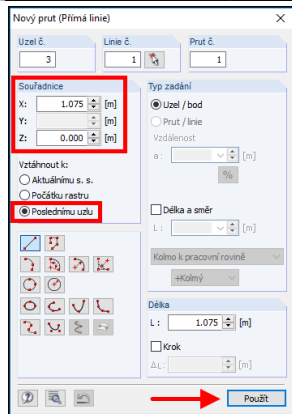 Nový prut (Přímá linie)
Uzel č. Linie č. Prut č.
3 1 1
Souřadnice Typ zadání
X: 1.075 [m] Uzel / bod
Y: [m] Prut / linie
Z: 0.000 [m] Vzdálenost
a : [m]
Vztáhnout k: %
Aktuálnímu s. s.
Počátku rastru
Poslednímu uzlu Délka a směr
L : [m]
Kolmo k pracovní rovině
+Kolmý
Délka
L : 1.075 [m]
Krok
ΔL: [m]
Použít